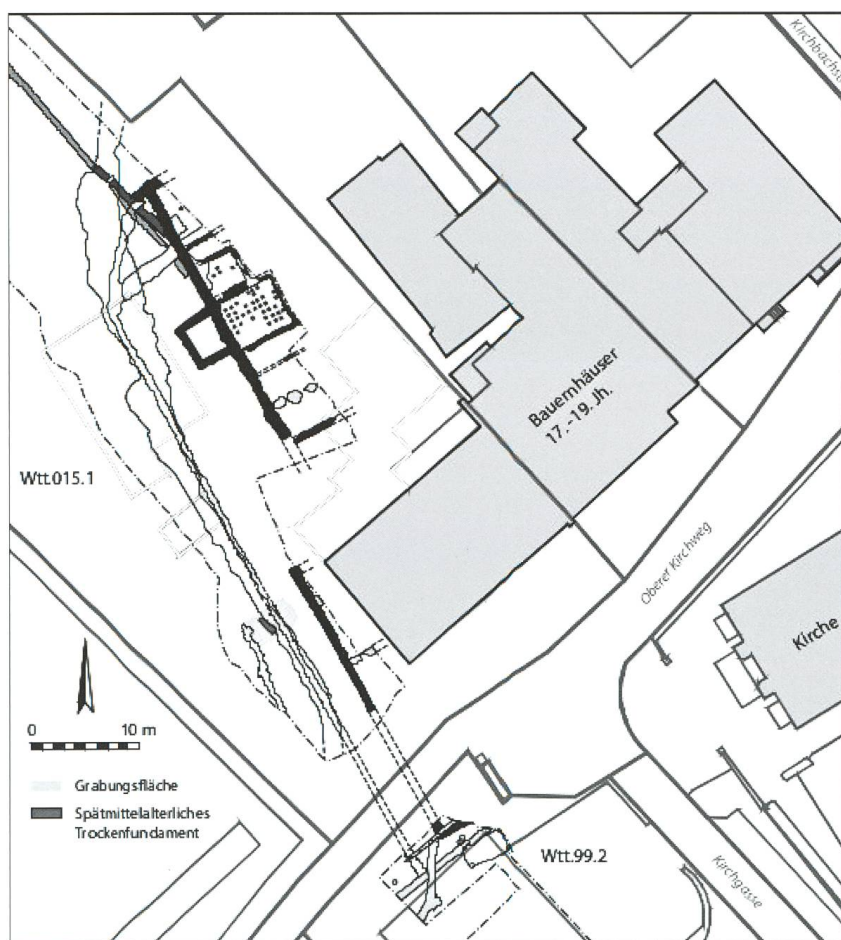 Kirchbachstr
Bauernhäuser
17.-19. Jh.
Wtt.015.1
Oberer Kirchweg
Kirche
0 10 m
Grabungsfläche
Spätmittelalterliches
Trockenfundament
Wtt.99.2
Kirchgasse